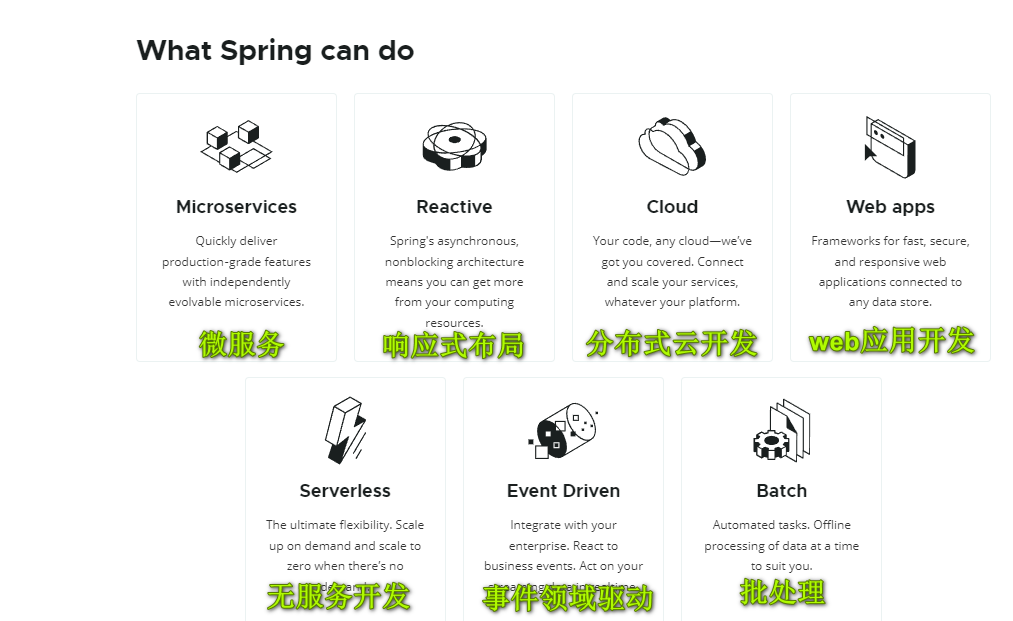 What Spring can do
Microservices
Quickly deliver
production-grade features
with independently
evolvable microservices.
微服务
Reactive
Spring's asynchronous,
nonblocking architecture
means you can get more
from your computing
resources.
响应式布局
Cloud
Your code, any cloud—we've
got you covered. Connect
and scale your services,
whatever your platform.
分布式云开发
Web apps
Frameworks for fast, secure,
and responsive web
applications connected to
any data store.
web应用开发
Serverless
The ultimate flexibility. Scale
up on demand and scale to
zero when there's no
无服务开发
Event Driven
Integrate with your
enterprise. React to
business events. Act on your
事件领域驱动
Batch
Automated tasks. Offline
processing of data at a time
to suit you.
批处理